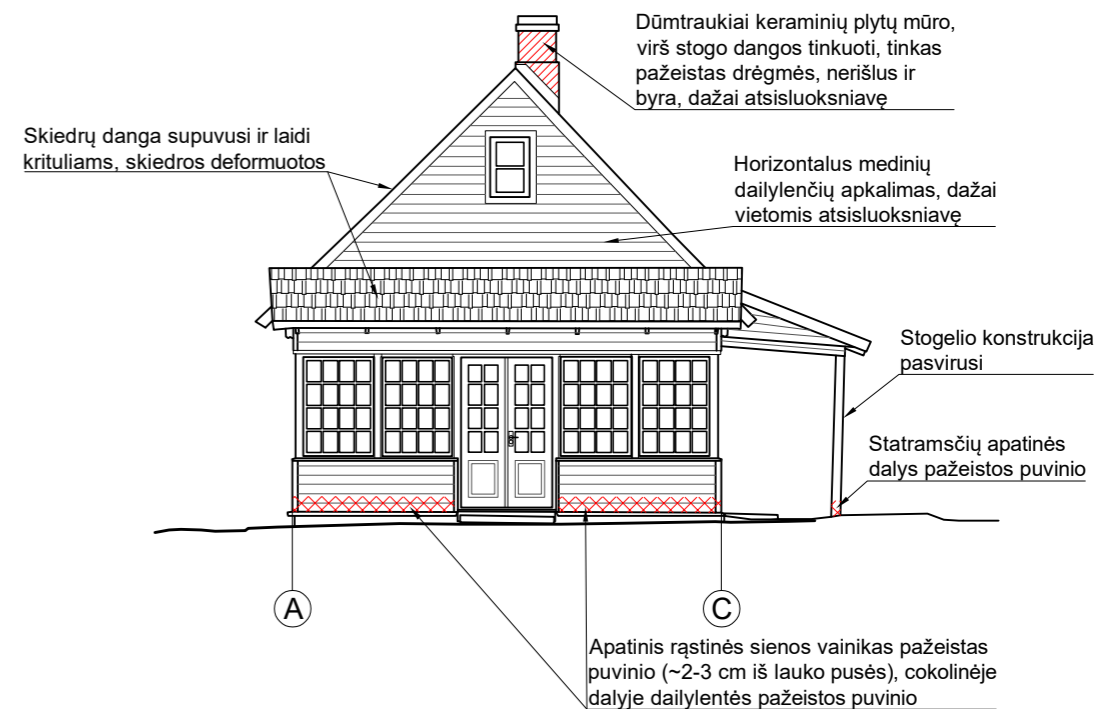 Dūmtraukiai keraminių plytų mūro,
virš stogo dangos tinkuoti, tinkas
pažeistas drėgmės, nerišlus ir
byra, dažai atsisluoksniavę
Skiedrų danga supuvusi ir laidi
krituliams, skiedros deformuotos
Horizontalus medinių
dailylenčių apkalimas, dažai
vietomis atsisluoksniavę
Stogelio konstrukcija
pasvirusi
Statramsčių apatinės
dalys pažeistos puvinio
A
C
Apatinis rąstinės sienos vainikas pažeistas
puvinio (~2-3 cm iš lauko pusės), cokolinėje
dalyje dailylentės pažeistos puvinio